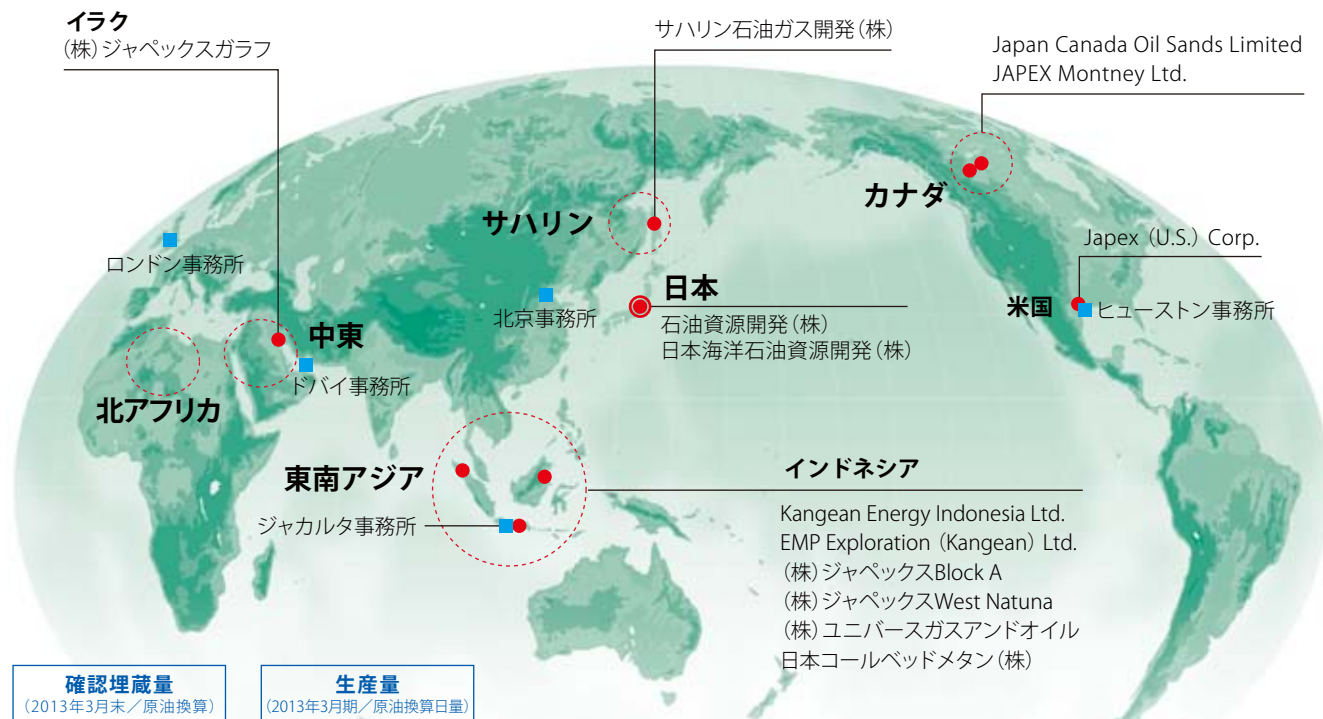 イラク
(株)ジャペックスガラフ
サハリン石油ガス開発(株)
Japan Canada Oil Sands Limited
JAPEX Montney Ltd.
カナダ
サハリン
Japex (U.S.) Corp.
ロンドン事務所
日本
北京事務所
石油資源開発(株)
日本海洋石油資源開発(株)
米国
ヒューストン事務所
中東
ドバイ事務所
北アフリカ
東南アジア
ジャカルタ事務所
インドネシア
Kangean Energy Indonesia Ltd.
EMP Exploration (Kangean) Ltd.
(株)ジャペックスBlock A
(株)ジャペックスWest Natuna
(株)ユニバースガスアンドオイル
日本コールベッドメタン(株)
確認埋蔵量
(2013年3月末/原油換算)
生産量
(2013年3月期/原油換算日量)